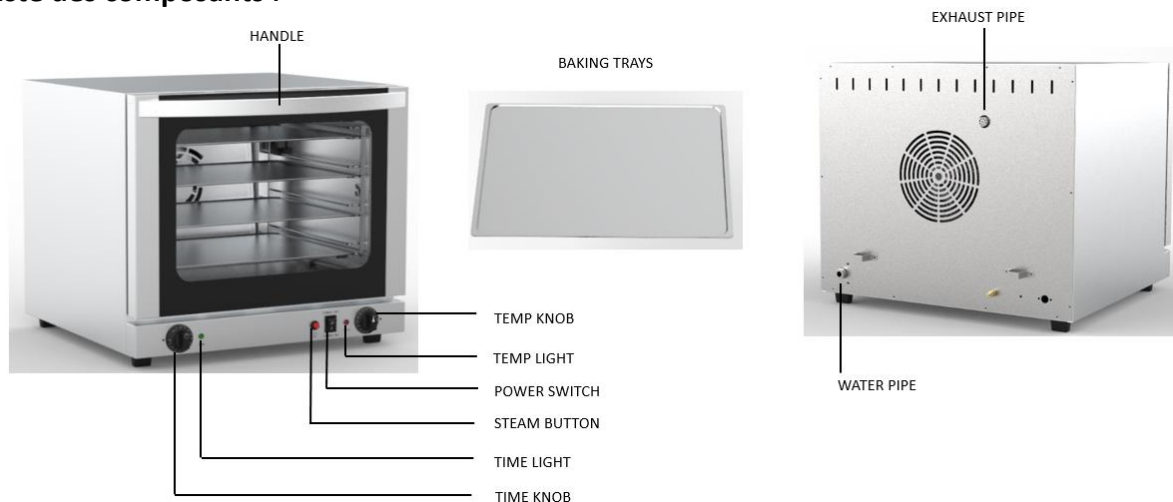 HANDLE
BAKING TRAYS
EXHAUST PIPE
TEMP KNOB
TEMP LIGHT
POWER SWITCH
STEAM BUTTON
TIME LIGHT
TIME KNOB
WATER PIPE